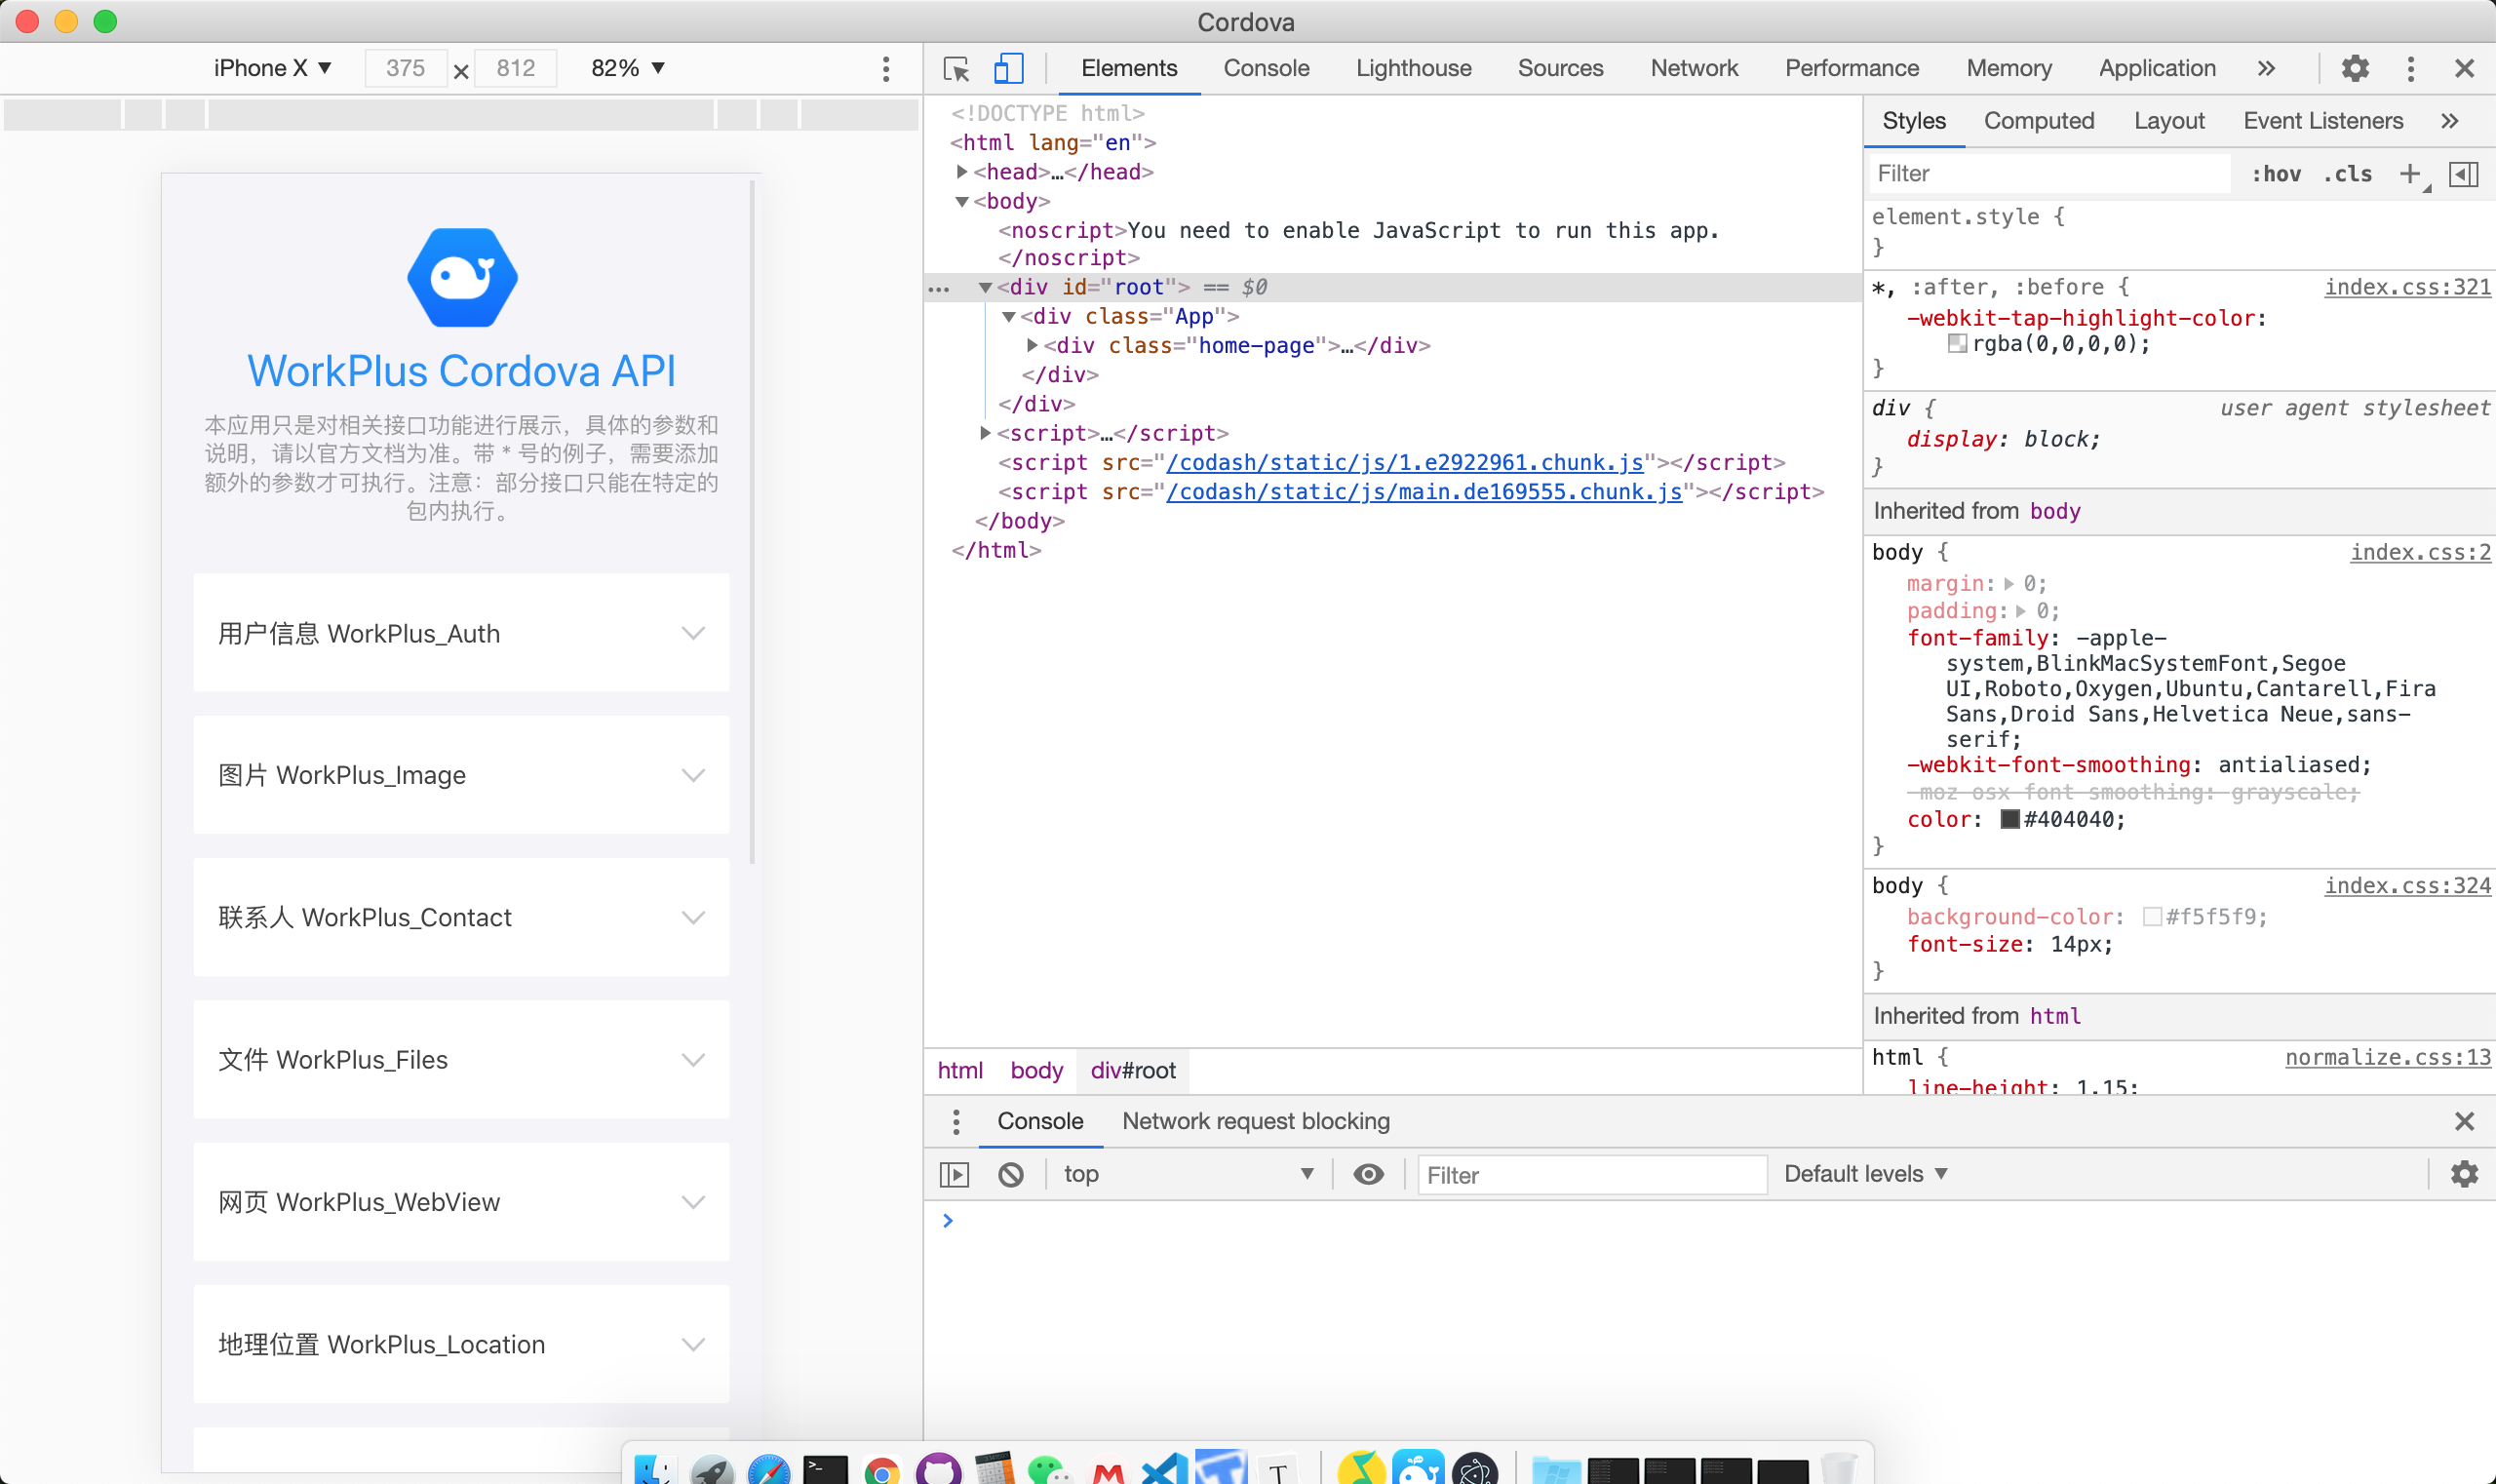 Cordova
iPhone X ▼ 375 × 812 82% ▼
WorkPlus Cordova API
本应用只是对相关接口功能进行展示，具体的参数和
说明，请以官方文档为准。带 * 号的例子，需要添加
额外的参数才可执行。注意：部分接口只能在特定的
包内执行。
用户信息 WorkPlus_Auth
图片 WorkPlus_Image
联系人 WorkPlus_Contact
文件 WorkPlus_Files
网页 WorkPlus_WebView
地理位置 WorkPlus_Location
Elements Console Lighthouse Sources Network Performance Memory Application »
<!DOCTYPE html>
<html lang="en">
<head>…</head>
<body>
<noscript>You need to enable JavaScript to run this app.
</noscript>
… <div id="root"> == $0
<div class="App">
<div class="home-page">…</div>
</div>
</div>
<script>…</script>
<script src="/codash/static/js/1.e2922961.chunk.js"></script>
<script src="/codash/static/js/main.de169555.chunk.js"></script>
</body>
</html>
html body div#root
Styles Computed Layout Event Listeners »
Filter :hov .cls +
element.style {
}
*, :after, :before { index.css:321
-webkit-tap-highlight-color:
rgba(0,0,0,0);
}
div { user agent stylesheet
display: block;
}
Inherited from body
body { index.css:2
margin: 0;
padding: 0;
font-family: -apple-
system,BlinkMacSystemFont,Segoe
UI,Roboto,Oxygen,Ubuntu,Cantarell,Fira
Sans,Droid Sans,Helvetica Neue,sans-
serif;
-webkit-font-smoothing: antialiased;
-moz-osx-font-smoothing: grayscale;
color: #404040;
}
body { index.css:324
background-color: #f5f5f9;
font-size: 14px;
}
Inherited from html
html { normalize.css:13
line-height: 1.15;
Console Network request blocking
top ▼ Filter Default levels ▼
>